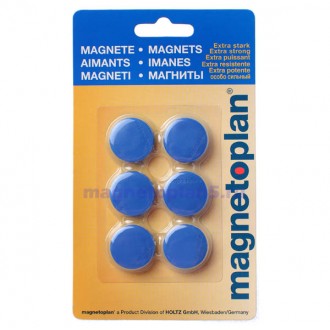 MAGNETE • MAGNETS
AIMANTS • IMANES
MAGNETI • МАГНИТЫ
Extra stark
Extra strong
Extra puissant
Extra resistente
Extra potente
особо сильный
magnetoplan®
magnetoplan® a Product Division of HOLTZ GmbH, Wiesbaden/Germany